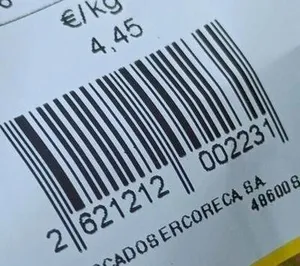 €/kg
4,45
2 621212 002231
CADOS ERCORECA, S.A.
48600 S